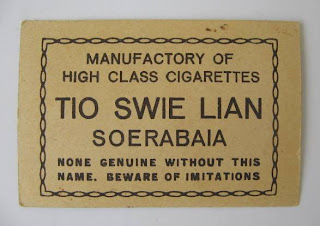 MANUFACTORY OF
HIGH CLASS CIGARETTES
TIO SWIE LIAN
SOERABAIA
NONE GENUINE WITHOUT THIS
NAME. BEWARE OF IMITATIONS